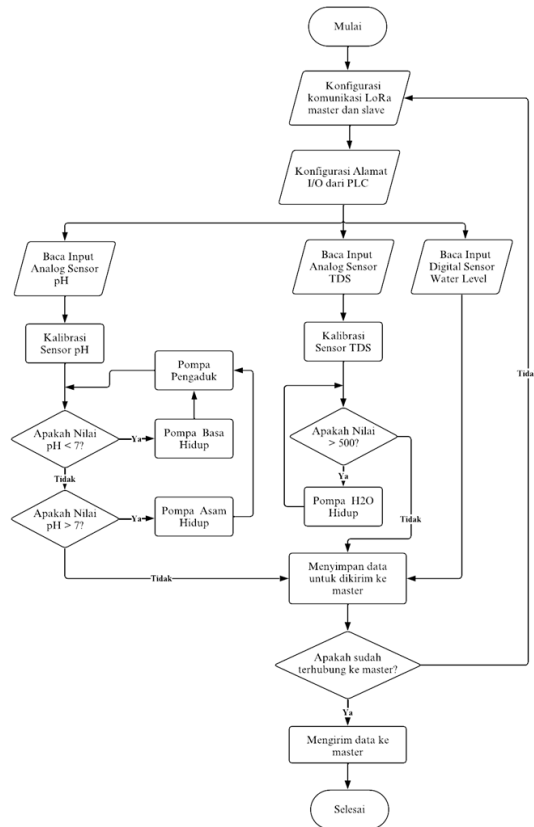 Mulai
Konfigurasi
komunikasi LoRa
master dan slave
Konfigurasi Alamat
I/O dari PLC
Baca Input
Analog Sensor
pH
Baca Input
Analog Sensor
TDS
Baca Input
Digital Sensor
Water Level
Kalibrasi
Sensor pH
Pompa
Pengaduk
Kalibrasi
Sensor TDS
Tida
Apakah Nilai
pH < 7?
Ya
Pompa Basa
Hidup
Apakah Nilai
> 500?
Tidak
Ya
Apakah Nilai
pH > 7?
Ya
Pompa Asam
Hidup
Pompa H2O
Hidup
Tidak
Tidak
Menyimpan data
untuk dikirim ke
master
Apakah sudah
terhubung ke master?
Ya
Mengirim data ke
master
Selesai